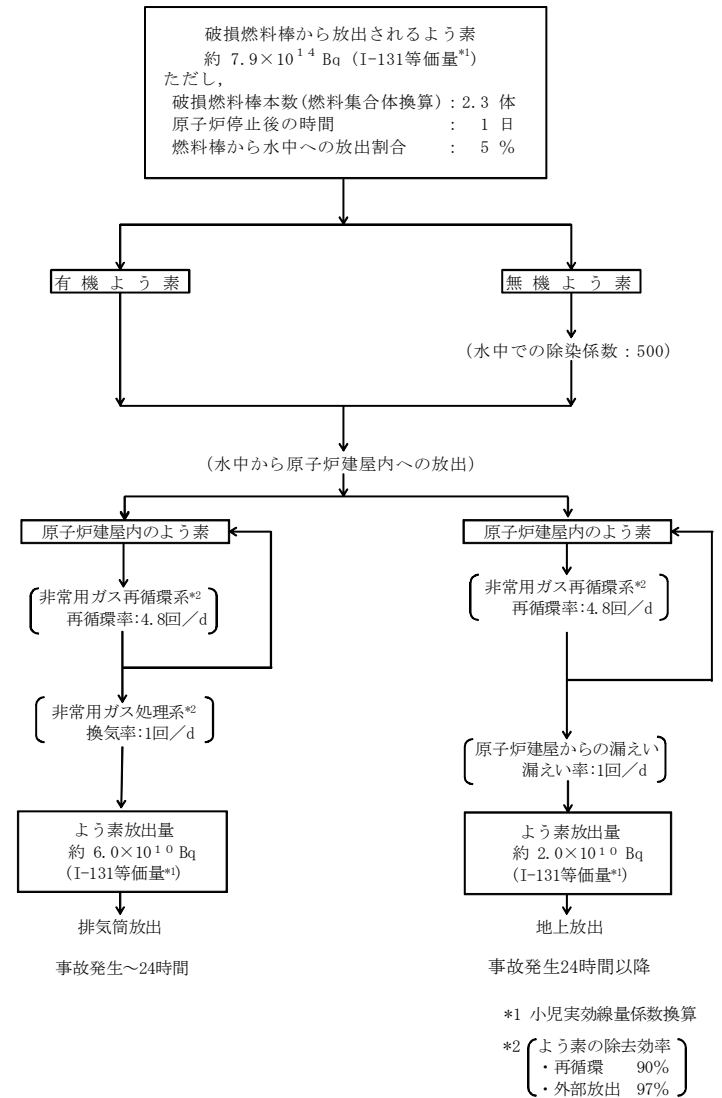 破損燃料棒から放出されるよう素
約 7.9×10¹⁴ Bq (I-131等価量*¹)
ただし,
破損燃料棒本数(燃料集合体換算) : 2.3 体
原子炉停止後の時間 : 1 日
燃料棒から水中への放出割合 : 5 %
有 機 よ う 素
無 機 よ う 素
(水中での除染係数 : 500)
(水中から原子炉建屋内への放出)
原子炉建屋内のよう素
非常用ガス再循環系*²
再循環率:4.8回／d
非常用ガス処理系*²
換気率:1回／d
よう素放出量
約 6.0×10¹⁰ Bq
(I-131等価量*¹)
排気筒放出
事故発生～24時間
原子炉建屋内のよう素
非常用ガス再循環系*²
再循環率:4.8回／d
原子炉建屋からの漏えい
漏えい率:1回／d
よう素放出量
約 2.0×10¹⁰ Bq
(I-131等価量*¹)
地上放出
事故発生24時間以降
*1 小児実効線量係数換算
*2 よう素の除去効率
・再循環 90%
・外部放出 97%